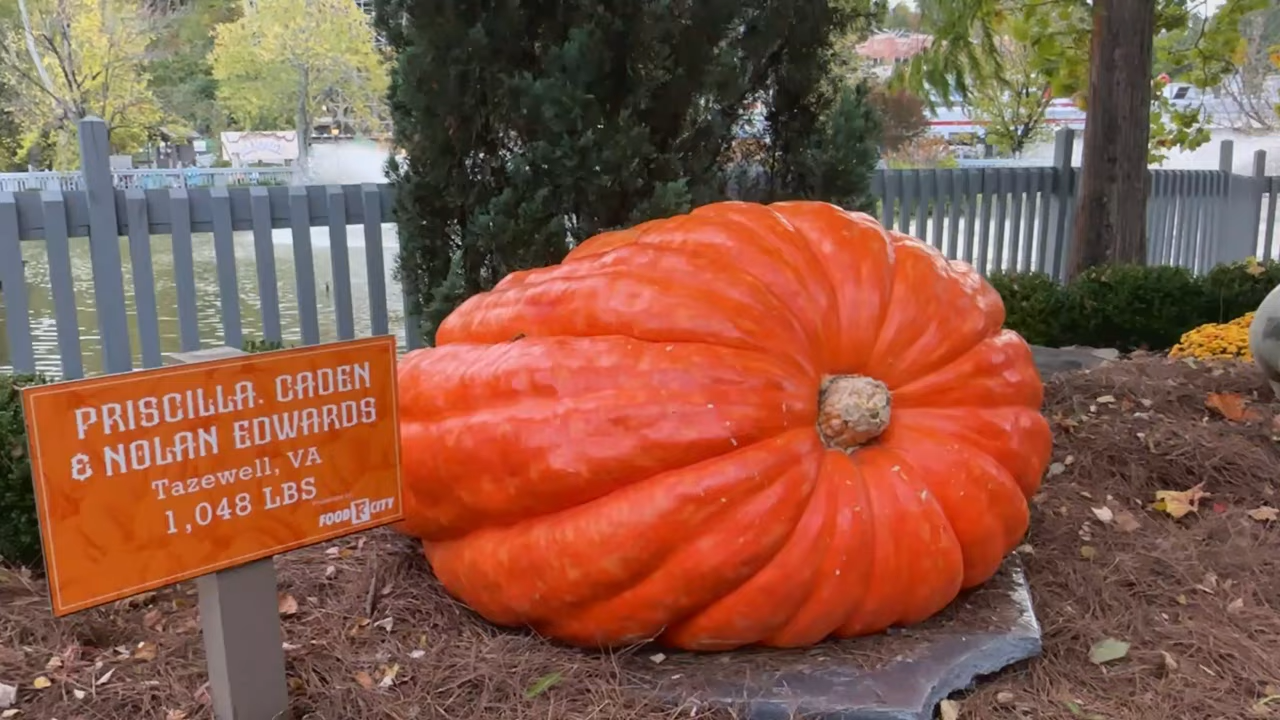 PRISCILLA. CADEN
& NOLAN EDWARDS
Tazewell, VA
1,048 LBS
FOOD CITY